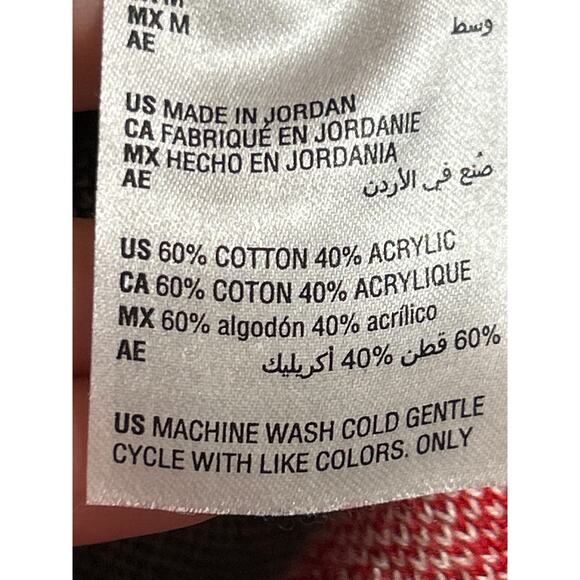 MX M
AE وسط
US MADE IN JORDAN
CA FABRIQUÉ EN JORDANIE
MX HECHO EN JORDANIA
AE صُنع في الأردن
US 60% COTTON 40% ACRYLIC
CA 60% COTON 40% ACRYLIQUE
MX 60% algodón 40% acrílico
AE 60% قطن 40% أكريليك
US MACHINE WASH COLD GENTLE
CYCLE WITH LIKE COLORS. ONLY